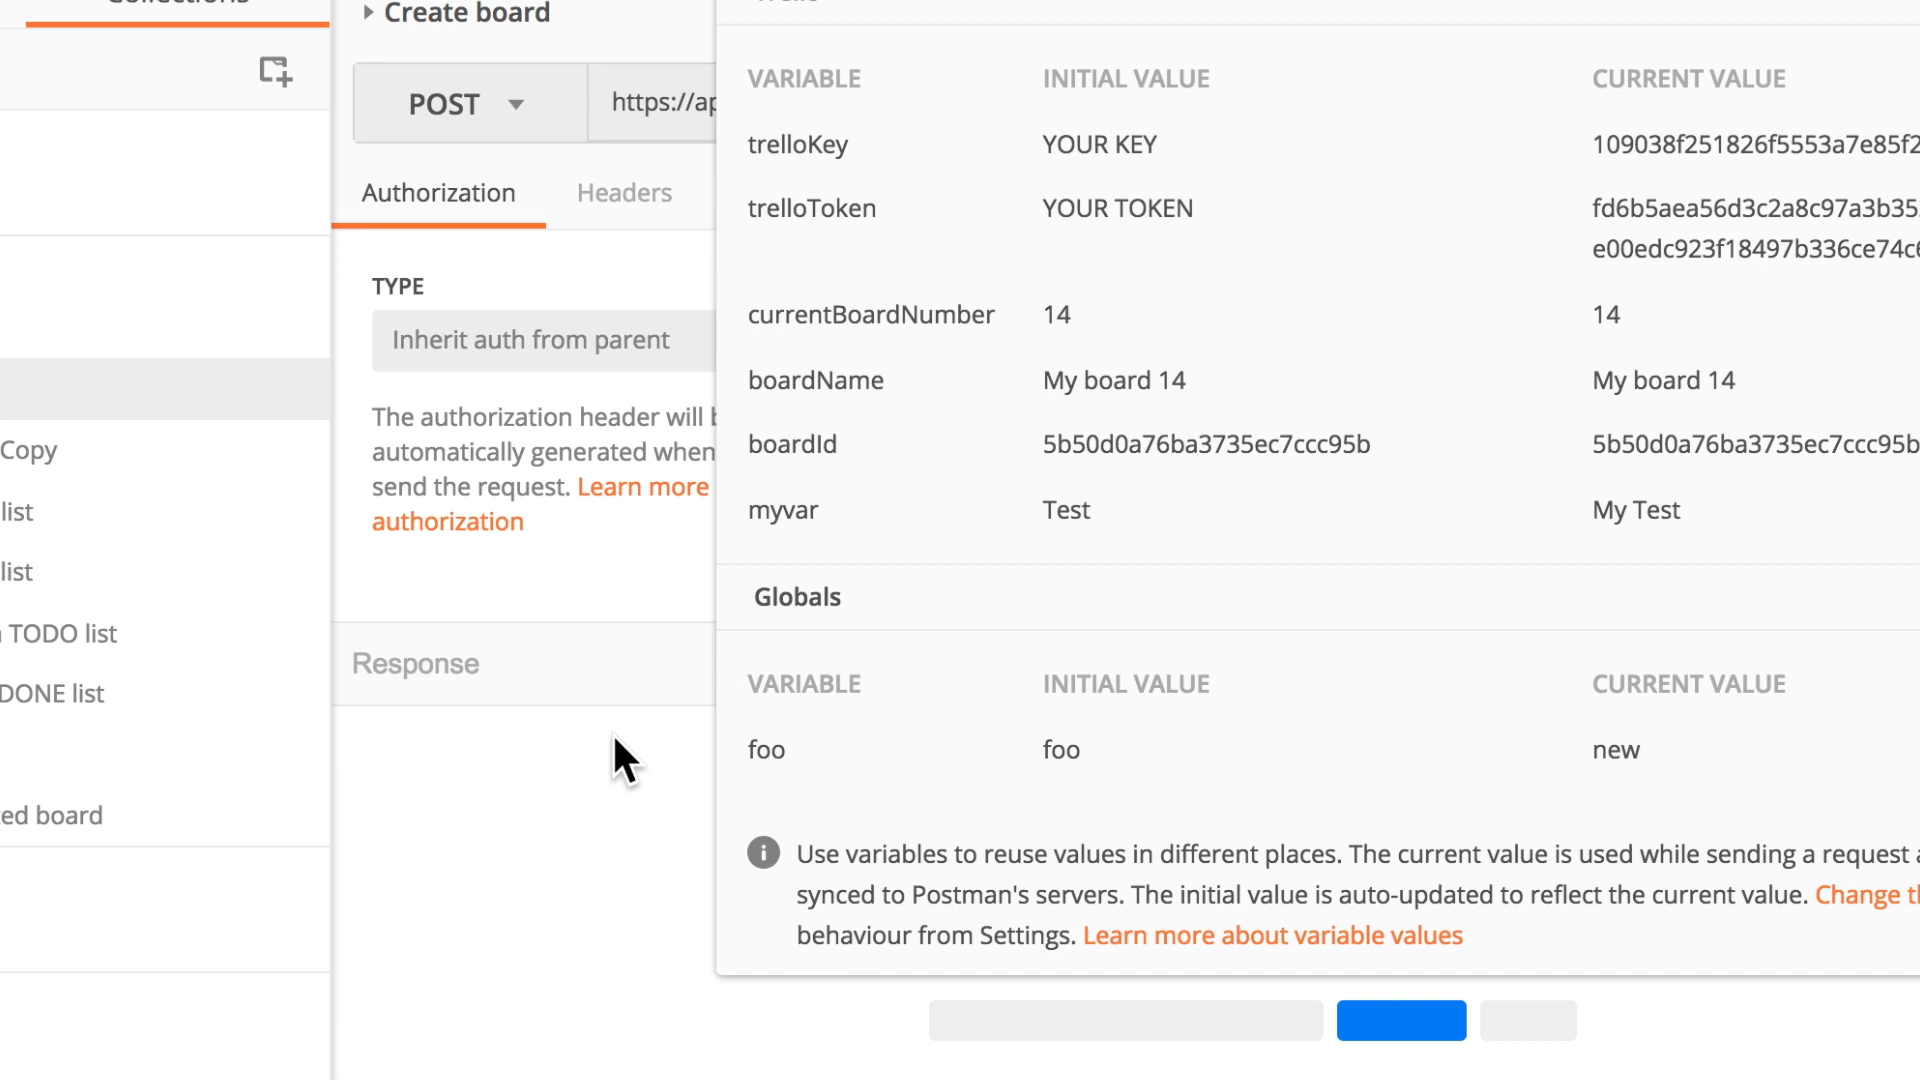 Collections
Create board
POST
https://ap
Authorization
Headers
TYPE
Inherit auth from parent
The authorization header will b
automatically generated when
send the request. Learn more
authorization
Response
Copy
list
list
TODO list
DONE list
ed board
VARIABLE INITIAL VALUE CURRENT VALUE
trelloKey YOUR KEY 109038f251826f5553a7e85f2
trelloToken YOUR TOKEN fd6b5aea56d3c2a8c97a3b35
e00edc923f18497b336ce74c6
currentBoardNumber 14 14
boardName My board 14 My board 14
boardId 5b50d0a76ba3735ec7ccc95b 5b50d0a76ba3735ec7ccc95b
myvar Test My Test
Globals
VARIABLE INITIAL VALUE CURRENT VALUE
foo foo new
Use variables to reuse values in different places. The current value is used while sending a request a
synced to Postman's servers. The initial value is auto-updated to reflect the current value. Change th
behaviour from Settings. Learn more about variable values